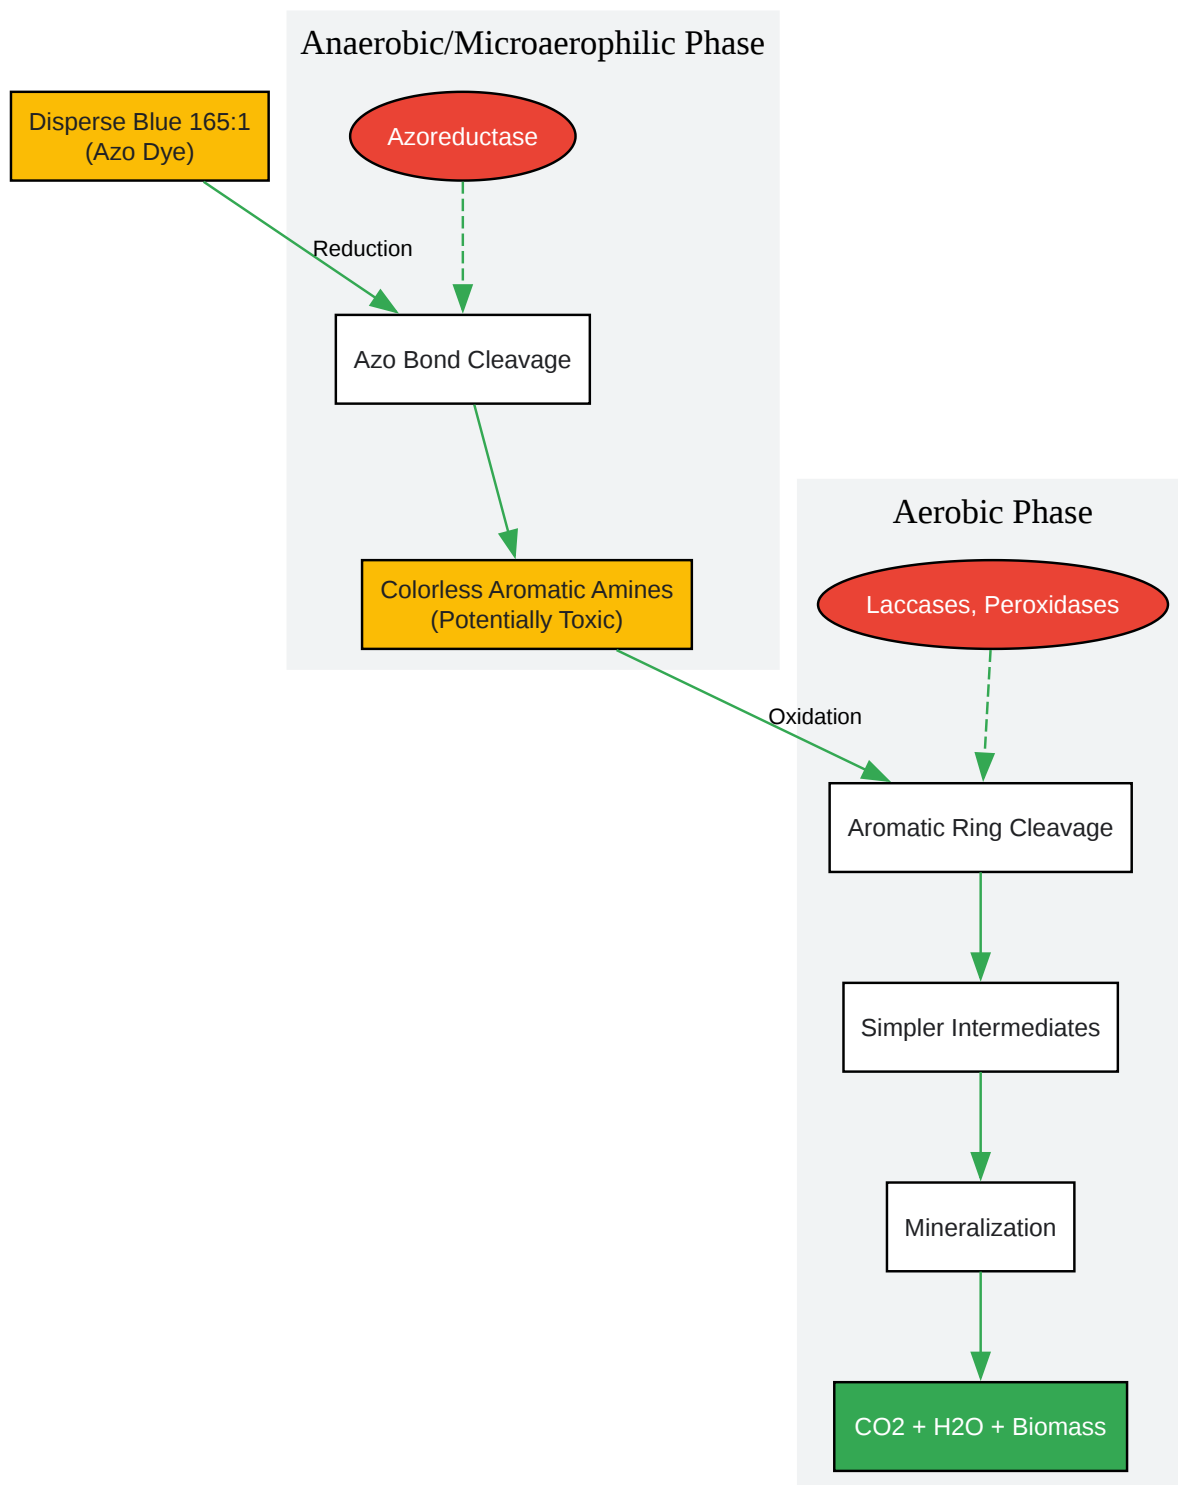 Anaerobic/Microaerophilic Phase
Disperse Blue 165:1
(Azo Dye)
Azoreductase
Reduction
Azo Bond Cleavage
Colorless Aromatic Amines
(Potentially Toxic)
Aerobic Phase
Laccases, Peroxidases
Oxidation
Aromatic Ring Cleavage
Simpler Intermediates
Mineralization
CO2 + H2O + Biomass